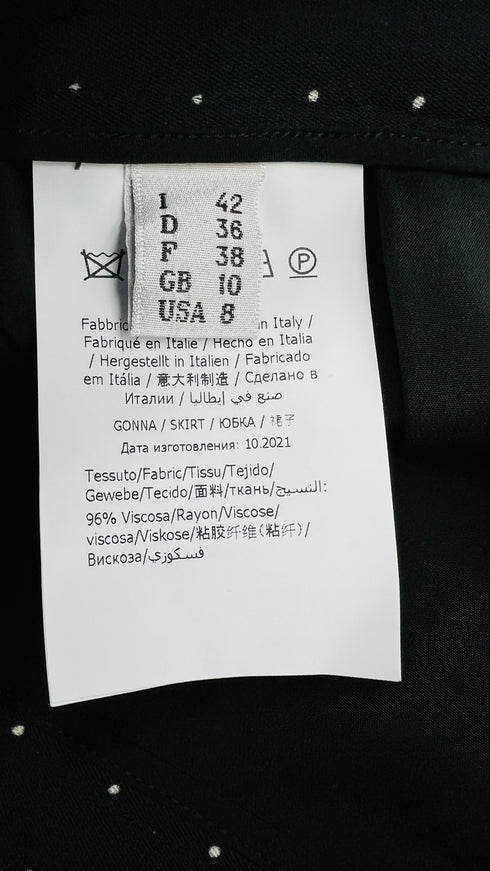 I 42
D 36
F 38
GB 10
USA 8
P
in Italy /
Fabriqué en Italie / Hecho en Italia
/ Hergestellt in Italien / Fabricado
em Itália / 意大利制造 / Сделано в
Италии / صنع في إيطاليا /
GONNA / SKIRT / ЮБКА / 裙子
Дата изготовления: 10.2021
Tessuto/Fabric/Tissu/Tejido/
Gewebe/Tecido/面料/ткань/النسيج:
96% Viscosa/Rayon/Viscose/
viscosa/Viskose/粘胶纤维(粘纤)/
Вискоза/فسكوزي